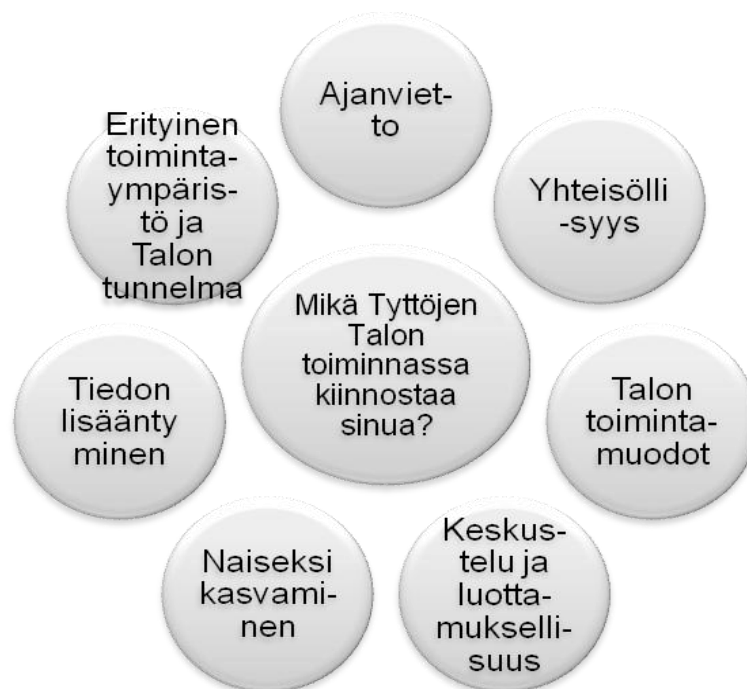 Ajanviet-
to
Yhteisölli
-syys
Talon
toiminta-
muodot
Keskus-
telu ja
luotta-
mukselli-
suus
Naiseksi
kasvami-
nen
Tiedon
lisäänty
minen
Erityinen
toiminta-
ympäris-
tö ja
Talon
tunnelma
Mikä Tyttöjen
Talon
toiminnassa
kiinnostaa
sinua?